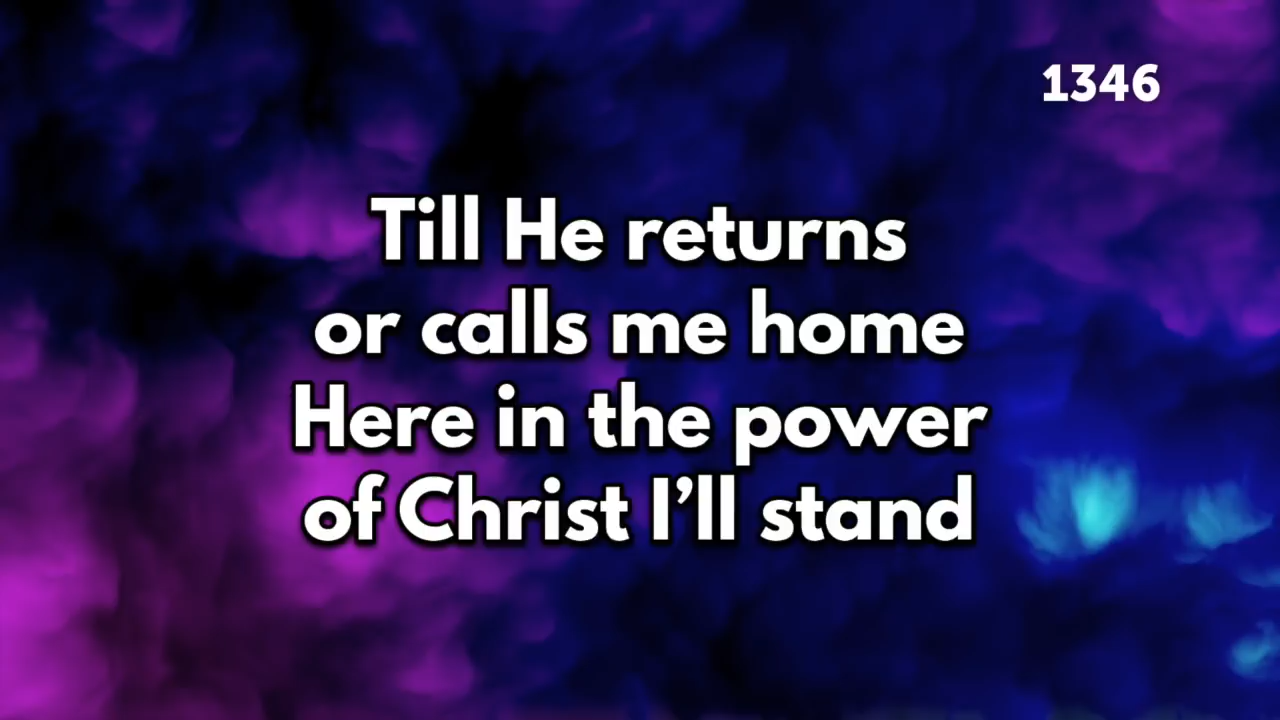 1346
Till He returns
or calls me home
Here in the power
of Christ I’ll stand